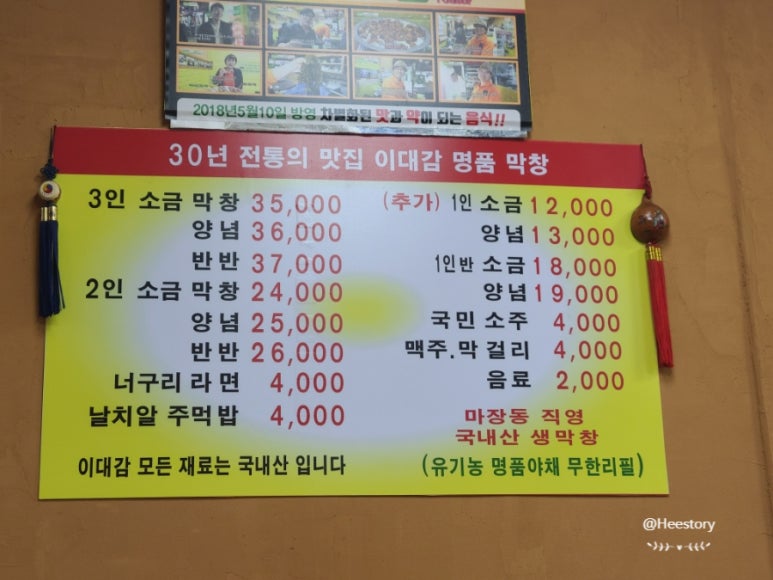 2018년5월10일 방영 차별화된 맛과 약이 되는 음식!!
30년 전통의 맛집 이대감 명품 막창
3인 소금 막창 35,000
양념 36,000
반반 37,000
2인 소금 막창 24,000
양념 25,000
반반 26,000
너구리 라면 4,000
날치알 주먹밥 4,000
이대감 모든 재료는 국내산 입니다
(추가) 1인 소금 12,000
양념 13,000
1인반 소금 18,000
양념 19,000
국민 소주 4,000
맥주.막걸리 4,000
음료 2,000
마장동 직영
국내산 생막창
(유기농 명품야채 무한리필)
@Heestory